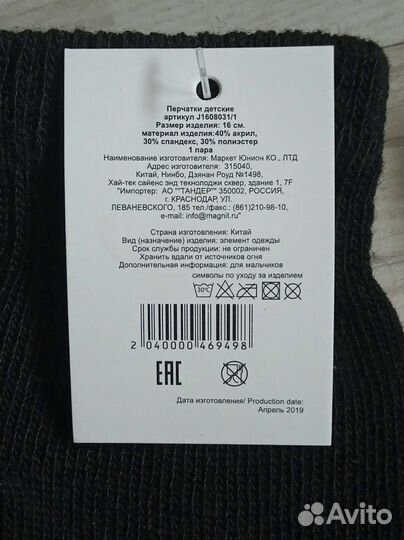 Перчатки детские
артикул J1608031/1
Размер изделия: 16 см.
материал изделия:40% акрил,
30% спандекс, 30% полиэстер
1 пара
Наименование изготовителя: Маркет Юнион КО., ЛТД
Адрес изготовителя: 315040,
Китай, Нинбо, Дзянан Роуд №1498,
Хай-тек сайенс энд текнолоджи сквер, здание 1, 7F
"Импортер: АО ""ТАНДЕР"" 350002, РОССИЯ,
г. КРАСНОДАР, УЛ.
ЛЕВАНЕВСКОГО, 185 тел./факс.: (861)210-98-10,
e-mail: info@magnit.ru"
Страна изготовления: Китай
Вид (назначение) изделия: элемент одежды
Срок службы продукции: не ограничен
Хранить вдали от источников огня
Дополнительная информация: для мальчиков
символы по уходу за изделием
30°C
2 040000 469498
EAC
Дата изготовления/ Production date:
Апрель 2019
Avito